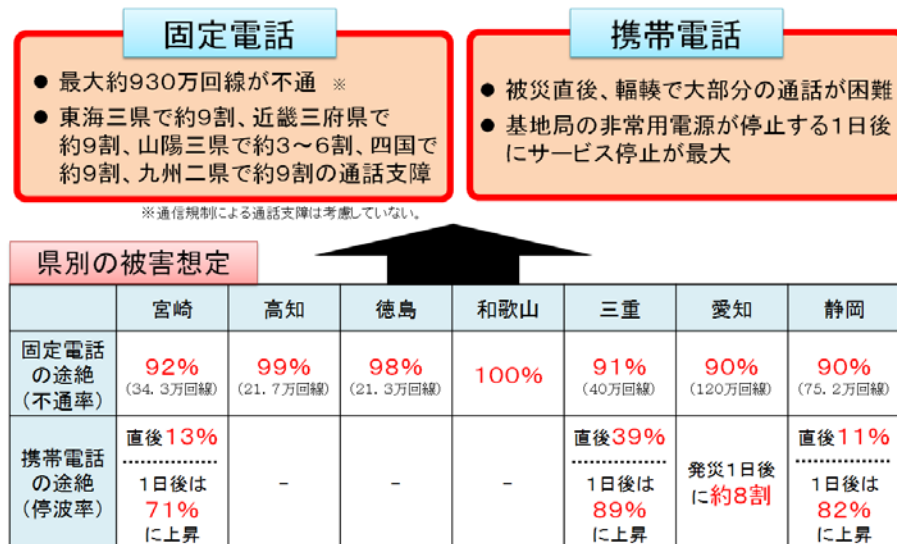 固定電話
● 最大約930万回線が不通 ※
● 東海三県で約9割、近畿三府県で
約9割、山陽三県で約3～6割、四国で
約9割、九州二県で約9割の通話支障
※通信規制による通話支障は考慮していない。
携帯電話
● 被災直後、輻輳で大部分の通話が困難
● 基地局の非常用電源が停止する1日後
にサービス停止が最大
県別の被害想定
宮崎 高知 徳島 和歌山 三重 愛知 静岡
固定電話
の途絶
(不通率)
92% 99% 98% 100% 91% 90% 90%
(34.3万回線) (21.7万回線) (21.3万回線) (40万回線) (120万回線) (75.2万回線)
携帯電話
の途絶
(停波率)
直後13%
1日後は
71%
に上昇
－ － －
直後39%
1日後は
89%
に上昇
発災1日後
に約8割
直後11%
1日後は
82%
に上昇